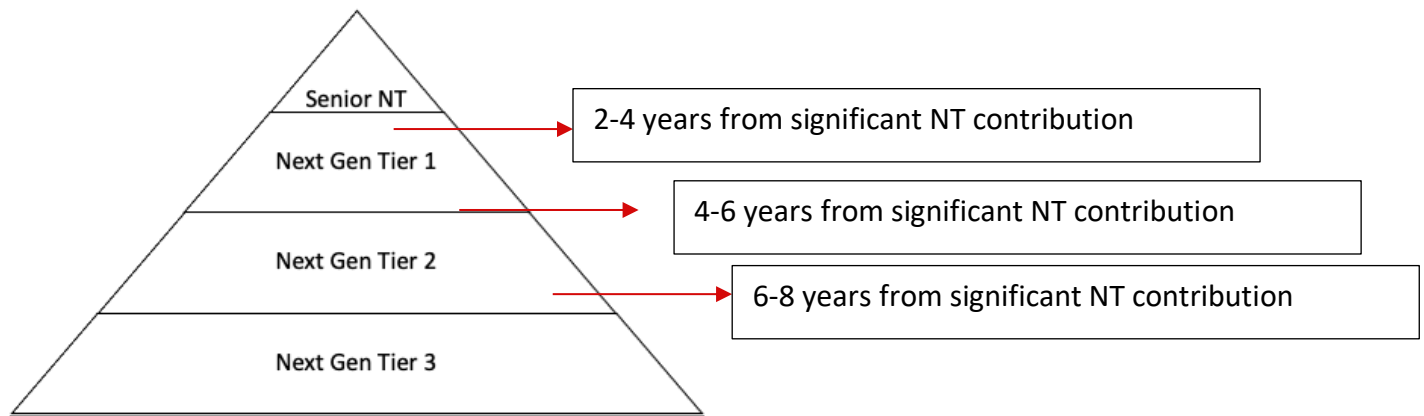 Senior NT
2-4 years from significant NT contribution
Next Gen Tier 1
4-6 years from significant NT contribution
Next Gen Tier 2
6-8 years from significant NT contribution
Next Gen Tier 3